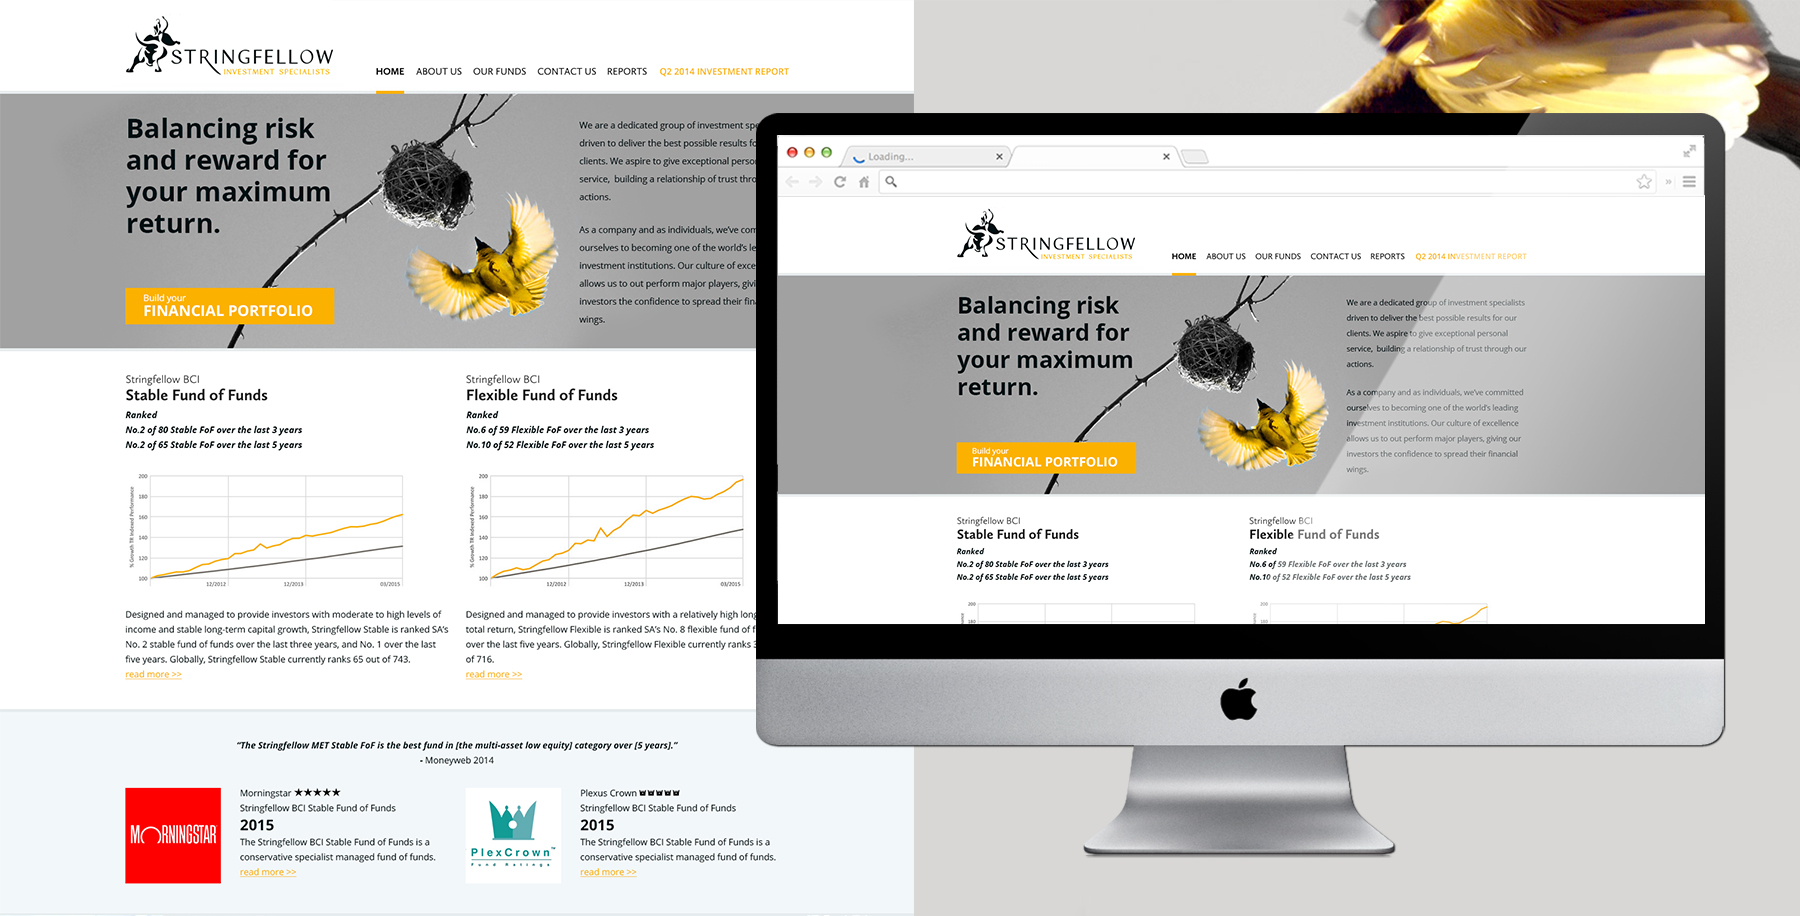 STRINGFELLOW
INVESTMENT SPECIALISTS
HOME ABOUT US OUR FUNDS CONTACT US REPORTS Q2 2014 INVESTMENT REPORT
Balancing risk
and reward for
your maximum
return.
Build your
FINANCIAL PORTFOLIO
We are a dedicated group of investment
driven to deliver the best possible results
clients. We aspire to give exceptional
service, building a relationship of trust
actions.
As a company and as individuals, we've
ourselves to becoming one of the world's
investment institutions. Our culture of
allows us to out perform major players,
investors the confidence to spread their
wings.
Stringfellow BCI
Stable Fund of Funds
Ranked
No.2 of 80 Stable FoF over the last 3 years
No.2 of 65 Stable FoF over the last 5 years
% Growth TR Indexed Performance
200
180
160
140
120
100
12/2012 12/2013 03/2015
Designed and managed to provide investors with moderate to high levels of
income and stable long-term capital growth, Stringfellow Stable is ranked SA's
No. 2 stable fund of funds over the last three years, and No. 1 over the last
five years. Globally, Stringfellow Stable currently ranks 65 out of 743.
read more >>
Stringfellow BCI
Flexible Fund of Funds
Ranked
No.6 of 59 Flexible FoF over the last 3 years
No.10 of 52 Flexible FoF over the last 5 years
% Growth TR Indexed Performance
200
180
160
140
120
100
12/2012 12/2013 03/2015
Designed and managed to provide investors with a relatively high
total return, Stringfellow Flexible is ranked SA's No. 8 flexible fund of
over the last five years. Globally, Stringfellow Flexible currently ranks
of 716.
read more >>
"The Stringfellow MET Stable FoF is the best fund in [the multi-asset low equity] category over [5 years]."
- Moneyweb 2014
MORNINGSTAR
Morningstar ★★★★★
Stringfellow BCI Stable Fund of Funds
2015
The Stringfellow BCI Stable Fund of Funds is a
conservative specialist managed fund of funds.
read more >>
PlexCrown™
Fund Ratings
Plexus Crown
Stringfellow BCI Stable Fund of Funds
2015
The Stringfellow BCI Stable Fund of Funds is a
conservative specialist managed fund of funds.
read more >>
Loading...
STRINGFELLOW
INVESTMENT SPECIALISTS
HOME ABOUT US OUR FUNDS CONTACT US REPORTS Q2 2014 INVESTMENT REPORT
Balancing risk
and reward for
your maximum
return.
Build your
FINANCIAL PORTFOLIO
We are a dedicated group of investment specialists
driven to deliver the best possible results for our
clients. We aspire to give exceptional personal
service, building a relationship of trust through our
actions.
As a company and as individuals, we've committed
ourselves to becoming one of the world's leading
investment institutions. Our culture of excellence
allows us to out perform major players, giving our
investors the confidence to spread their financial
wings.
Stringfellow BCI
Stable Fund of Funds
Ranked
No.2 of 80 Stable FoF over the last 3 years
No.2 of 65 Stable FoF over the last 5 years
200
180
Stringfellow BCI
Flexible Fund of Funds
Ranked
No.6 of 59 Flexible FoF over the last 3 years
No.10 of 52 Flexible FoF over the last 5 years
200
180